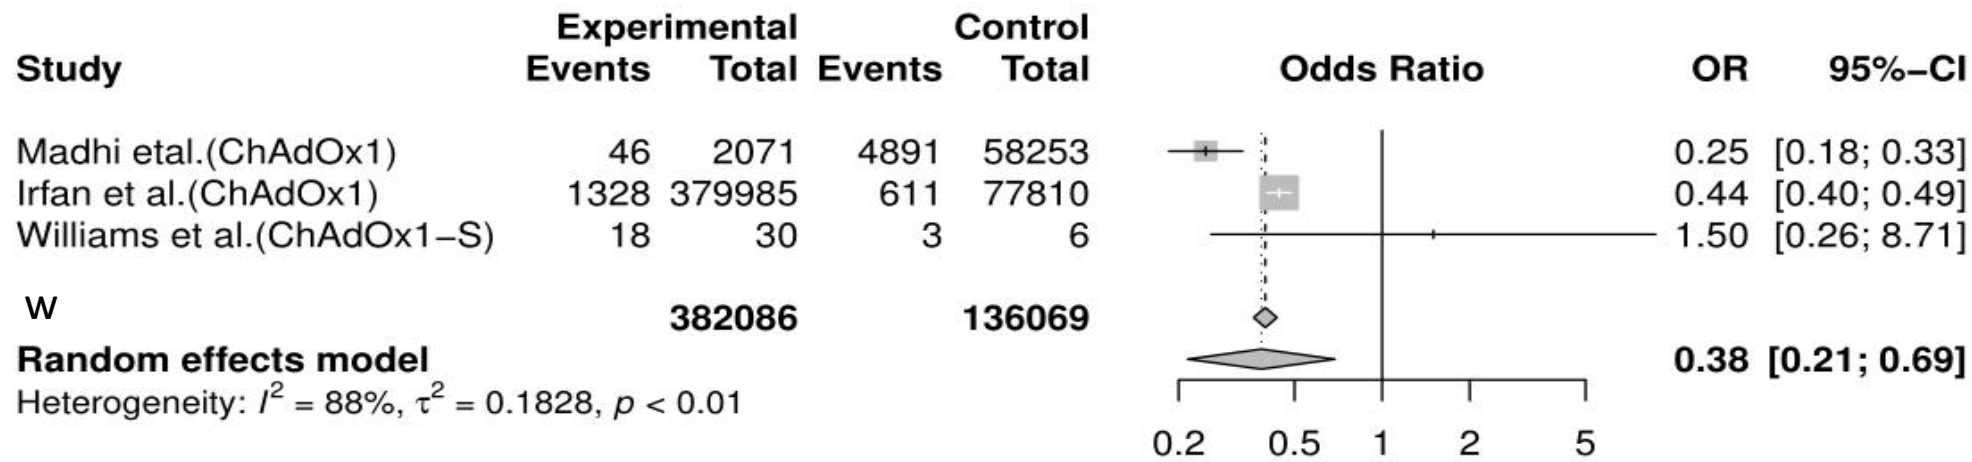 Experimental Control
Study Events Total Events Total Odds Ratio OR 95%−CI
Madhi etal.(ChAdOx1) 46 2071 4891 58253 0.25 [0.18; 0.33]
Irfan et al.(ChAdOx1) 1328 379985 611 77810 0.44 [0.40; 0.49]
Williams et al.(ChAdOx1−S) 18 30 3 6 1.50 [0.26; 8.71]
w 382086 136069
Random effects model 0.38 [0.21; 0.69]
Heterogeneity: I² = 88%, τ² = 0.1828, p < 0.01
0.2 0.5 1 2 5